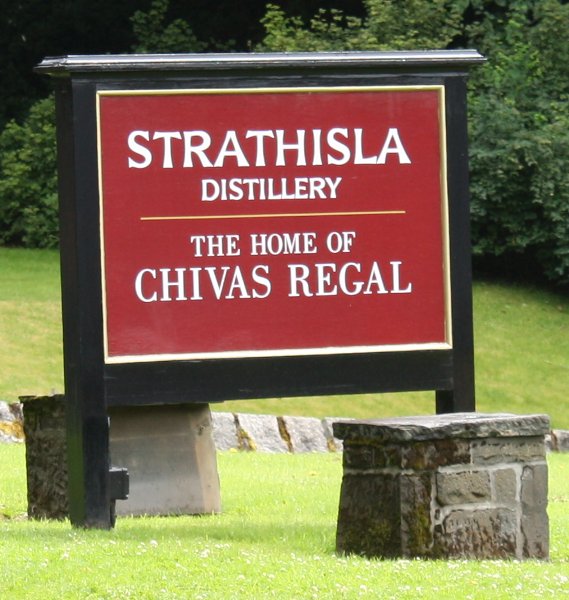 STRATHISLA
DISTILLERY
THE HOME OF
CHIVAS REGAL